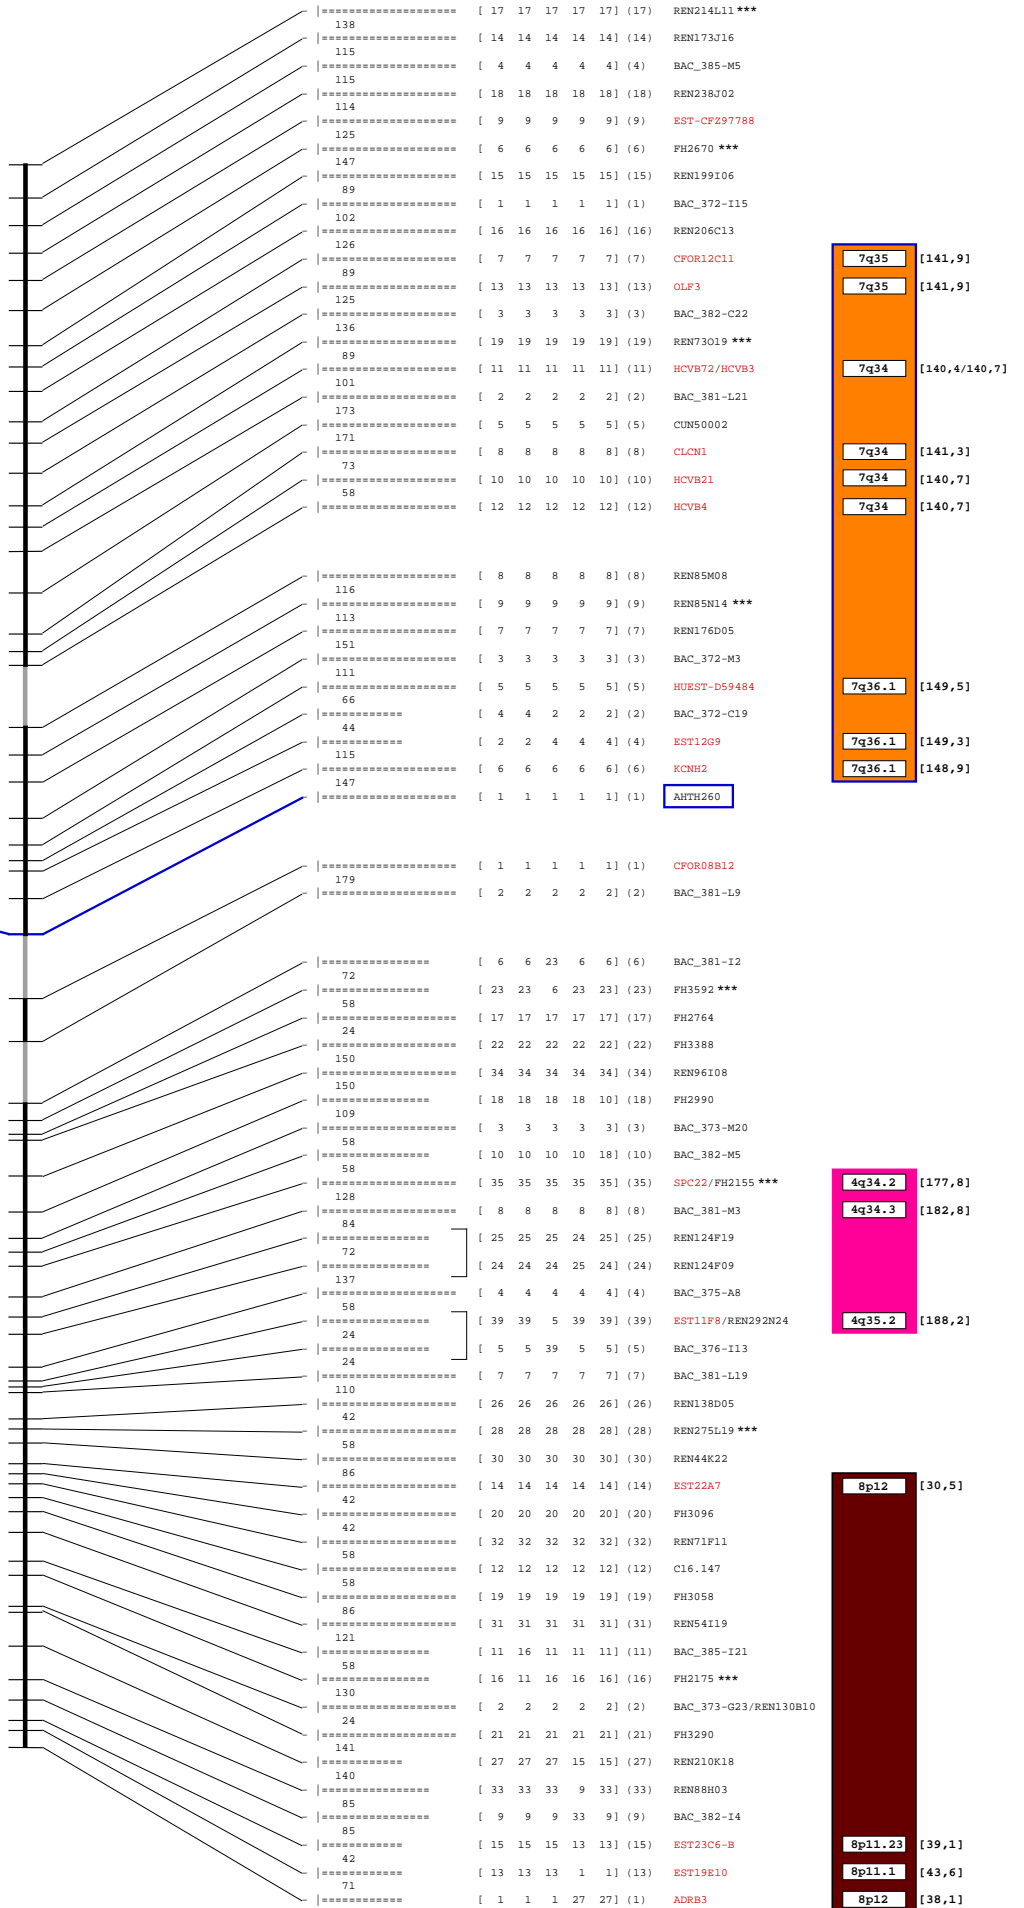 |=================== [ 17 17 17 17 17] (17) REN214L11 ***
138
|=================== [ 14 14 14 14 14] (14) REN173J16
115
|=================== [ 4 4 4 4 4] (4) BAC_385-M5
115
|=================== [ 18 18 18 18 18] (18) REN238J02
114
|=================== [ 9 9 9 9 9] (9) EST-CFZ97788
125
|=================== [ 6 6 6 6 6] (6) FH2670 ***
147
|=================== [ 15 15 15 15 15] (15) REN199I06
89
|=================== [ 1 1 1 1 1] (1) BAC_372-I15
102
|=================== [ 16 16 16 16 16] (16) REN206C13
126
|=================== [ 7 7 7 7 7] (7) CFOR12C11 7q35 [141,9]
89
|=================== [ 13 13 13 13 13] (13) OLF3 7q35 [141,9]
125
|=================== [ 3 3 3 3 3] (3) BAC_382-C22
136
|=================== [ 19 19 19 19 19] (19) REN73O19 ***
89
|=================== [ 11 11 11 11 11] (11) HCVB72/HCVB3 7q34 [140,4/140,7]
101
|=================== [ 2 2 2 2 2] (2) BAC_381-L21
173
|=================== [ 5 5 5 5 5] (5) CUN50002
171
|=================== [ 8 8 8 8 8] (8) CLCN1 7q34 [141,3]
73
|=================== [ 10 10 10 10 10] (10) HCVB21 7q34 [140,7]
58
|=================== [ 12 12 12 12 12] (12) HCVB4 7q34 [140,7]
|=================== [ 8 8 8 8 8] (8) REN85M08
116
|=================== [ 9 9 9 9 9] (9) REN85N14 ***
113
|=================== [ 7 7 7 7 7] (7) REN176D05
151
|=================== [ 3 3 3 3 3] (3) BAC_372-M3
111
|=================== [ 5 5 5 5 5] (5) HUEST-D59484 7q36.1 [149,5]
66
|=========== [ 4 4 2 2 2] (2) BAC_372-C19
44
|=========== [ 2 2 4 4 4] (4) EST12G9 7q36.1 [149,3]
115
|=================== [ 6 6 6 6 6] (6) KCNH2 7q36.1 [148,9]
147
|=================== [ 1 1 1 1 1] (1) AHTH260
|=================== [ 1 1 1 1 1] (1) CFOR08B12
179
|=================== [ 2 2 2 2 2] (2) BAC_381-L9
|=============== [ 6 6 23 6 6] (6) BAC_381-I2
72
|=============== [ 23 23 6 23 23] (23) FH3592 ***
58
|=================== [ 17 17 17 17 17] (17) FH2764
24
|=================== [ 22 22 22 22 22] (22) FH3388
150
|=================== [ 34 34 34 34 34] (34) REN96I08
150
|=============== [ 18 18 18 18 10] (18) FH2990
109
|=================== [ 3 3 3 3 3] (3) BAC_373-M20
58
|=============== [ 10 10 10 10 18] (10) BAC_382-M5
58
|=================== [ 35 35 35 35 35] (35) SPC22/FH2155 *** 4q34.2 [177,8]
128
|=================== [ 8 8 8 8 8] (8) BAC_381-M3 4q34.3 [182,8]
84
|=============== [ 25 25 25 24 25] (25) REN124F19
72
|=============== [ 24 24 24 25 24] (24) REN124F09
137
|=================== [ 4 4 4 4 4] (4) BAC_375-A8
58
|=============== [ 39 39 5 39 39] (39) EST11F8/REN292N24 4q35.2 [188,2]
24
|=============== [ 5 5 39 5 5] (5) BAC_376-I13
24
|=================== [ 7 7 7 7 7] (7) BAC_381-L19
110
|=================== [ 26 26 26 26 26] (26) REN138D05
42
|=================== [ 28 28 28 28 28] (28) REN275L19 ***
58
|=================== [ 30 30 30 30 30] (30) REN44K22
86
|=================== [ 14 14 14 14 14] (14) EST22A7 8p12 [30,5]
42
|=================== [ 20 20 20 20 20] (20) FH3096
42
|=================== [ 32 32 32 32 32] (32) REN71F11
58
|=================== [ 12 12 12 12 12] (12) C16.147
58
|=================== [ 19 19 19 19 19] (19) FH3058
86
|=================== [ 31 31 31 31 31] (31) REN54I19
121
|=============== [ 11 16 11 11 11] (11) BAC_385-I21
58
|=============== [ 16 11 16 16 16] (16) FH2175 ***
130
|=================== [ 2 2 2 2 2] (2) BAC_373-G23/REN130B10
24
|=================== [ 21 21 21 21 21] (21) FH3290
141
|=========== [ 27 27 27 15 15] (27) REN210K18
140
|=============== [ 33 33 33 9 33] (33) REN88H03
85
|=============== [ 9 9 9 33 9] (9) BAC_382-I4
85
|=========== [ 15 15 15 13 13] (15) EST23C6-B 8p11.23 [39,1]
42
|=========== [ 13 13 13 1 1] (13) EST19E10 8p11.1 [43,6]
71
|=========== [ 1 1 1 27 27] (1) ADRB3 8p12 [38,1]